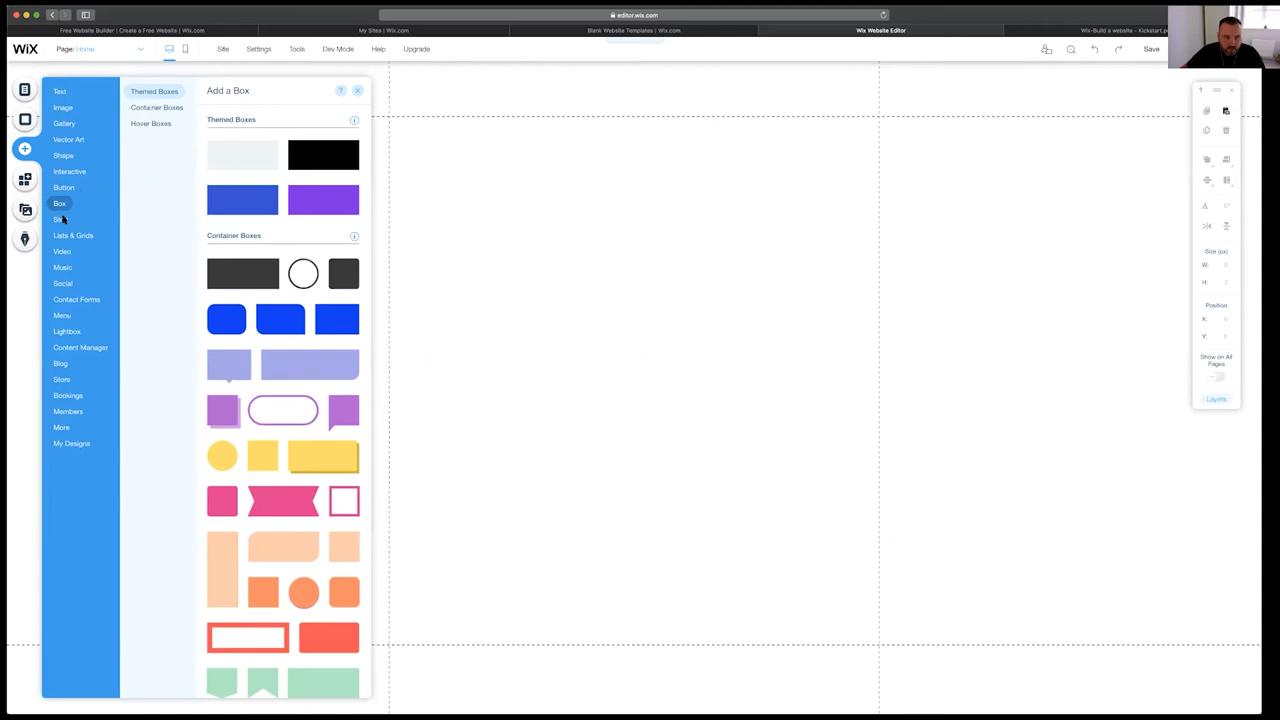 editor.wix.com
Free Website Builder | Create a Free Website | Wix.com
My Sites | Wix.com
Blank Website Templates | Wix.com
Wix Website Editor
Wix-Build a website - Kickstart.p
WiX
Page: Home
Site
Settings
Tools
Dev Mode
Help
Upgrade
Save
Text
Image
Gallery
Vector Art
Shape
Interactive
Button
Box
Lists & Grids
Video
Music
Social
Contact Forms
Menu
Lightbox
Content Manager
Blog
Store
Bookings
Members
More
My Designs
Themed Boxes
Container Boxes
Hover Boxes
Add a Box
?
Themed Boxes
Container Boxes
?
Size (px)
W:
H:
Position
X:
Y:
Show on All
Pages
Layers